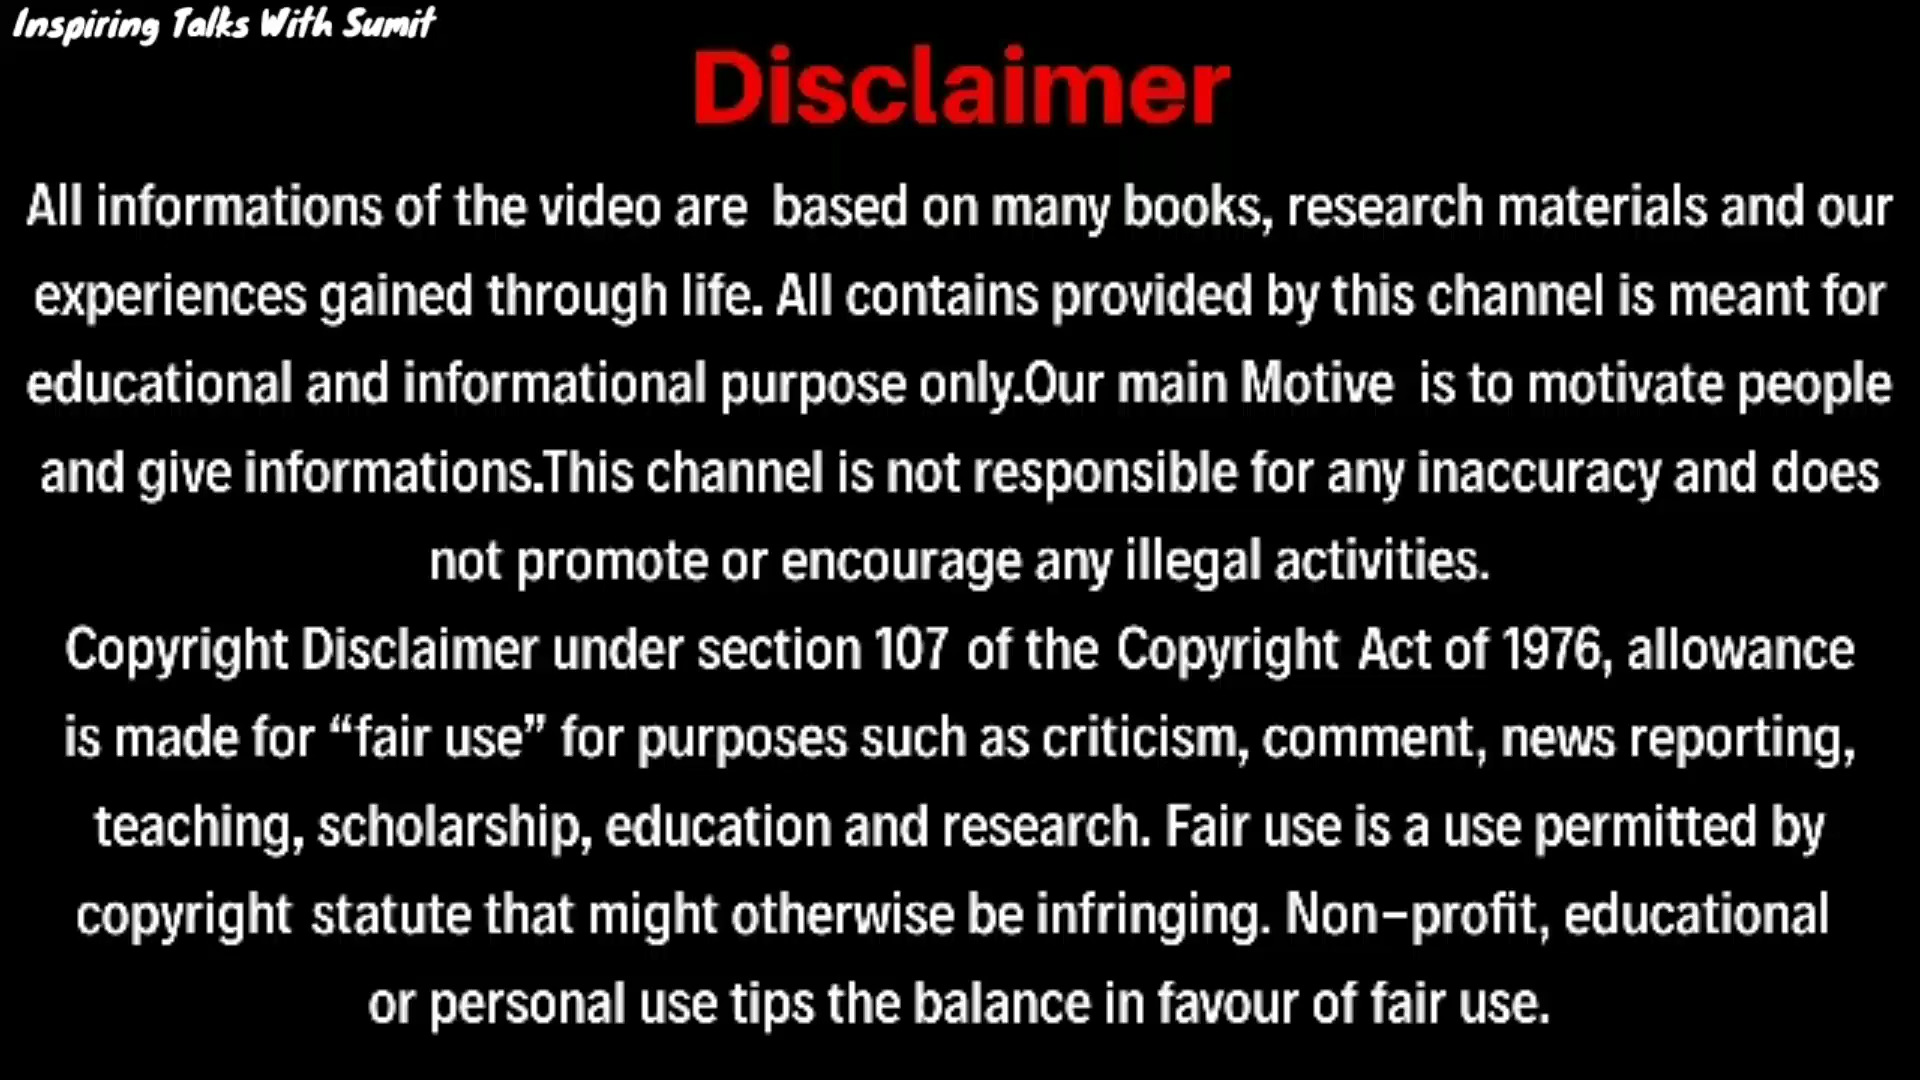 Inspiring Talks With Sumit
Disclaimer
All informations of the video are based on many books, research materials and our
experiences gained through life. All contains provided by this channel is meant for
educational and informational purpose only.Our main Motive is to motivate people
and give informations.This channel is not responsible for any inaccuracy and does
not promote or encourage any illegal activities.
Copyright Disclaimer under section 107 of the Copyright Act of 1976, allowance
is made for “fair use” for purposes such as criticism, comment, news reporting,
teaching, scholarship, education and research. Fair use is a use permitted by
copyright statute that might otherwise be infringing. Non-profit, educational
or personal use tips the balance in favour of fair use.